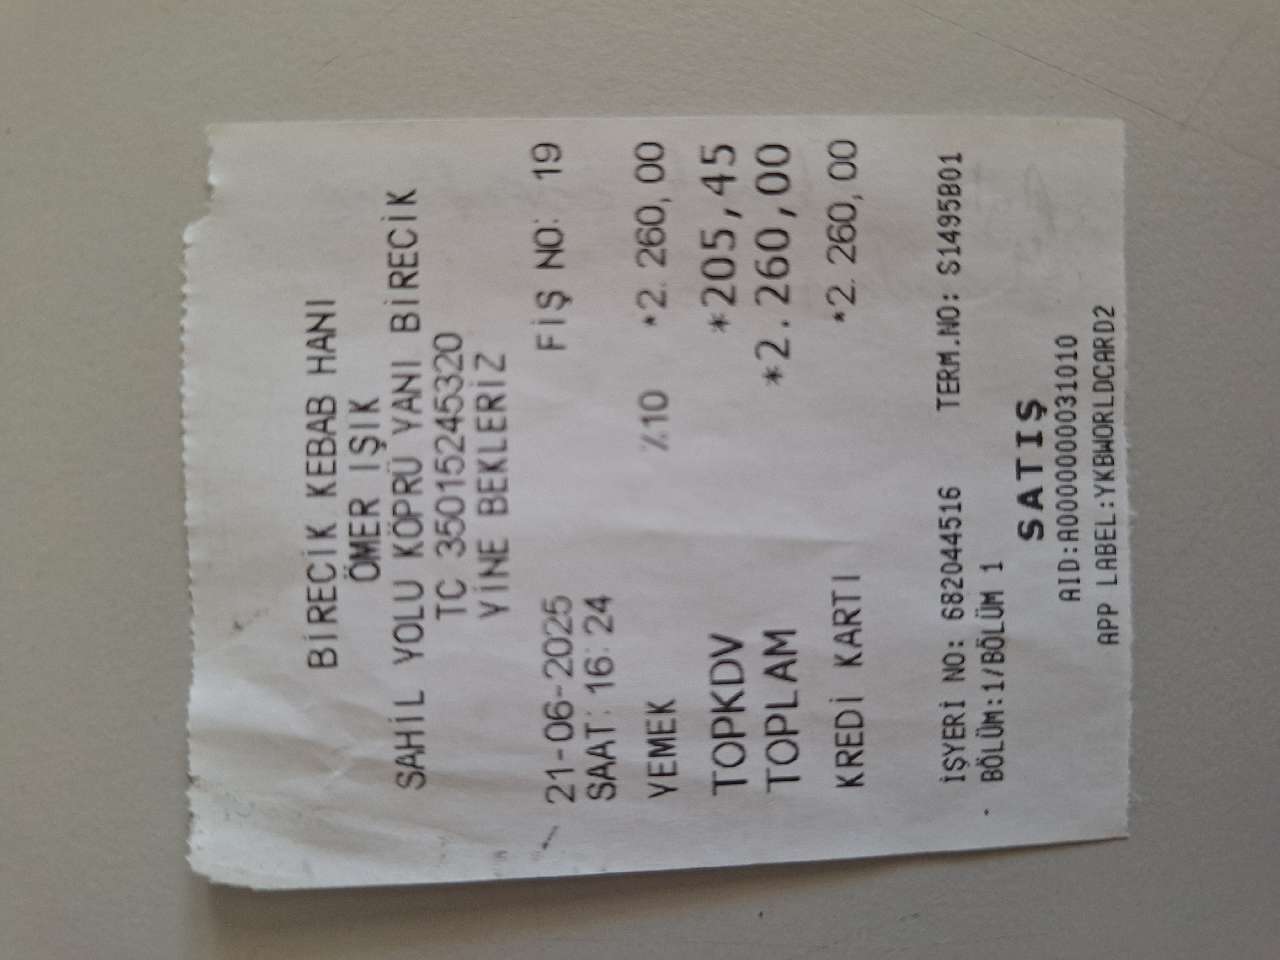 BİRECİK KEBAB HANI
ÖMER IŞIK
SAHİL YOLU KÖPRÜ YANI BİRECİK
TC 35015245320
YİNE BEKLERİZ
21-06-2025 FİŞ NO: 19
SAAT: 16:24
YEMEK %10 *2.260,00
TOPKDV *205,45
TOPLAM *2.260,00
KREDİ KARTI *2.260,00
İŞYERİ NO: 682044516 TERM.NO: S1495B01
BÖLÜM:1/BÖLÜM 1
SATIŞ
AID:A0000000031010
APP LABEL:YKBWORLDCARD2